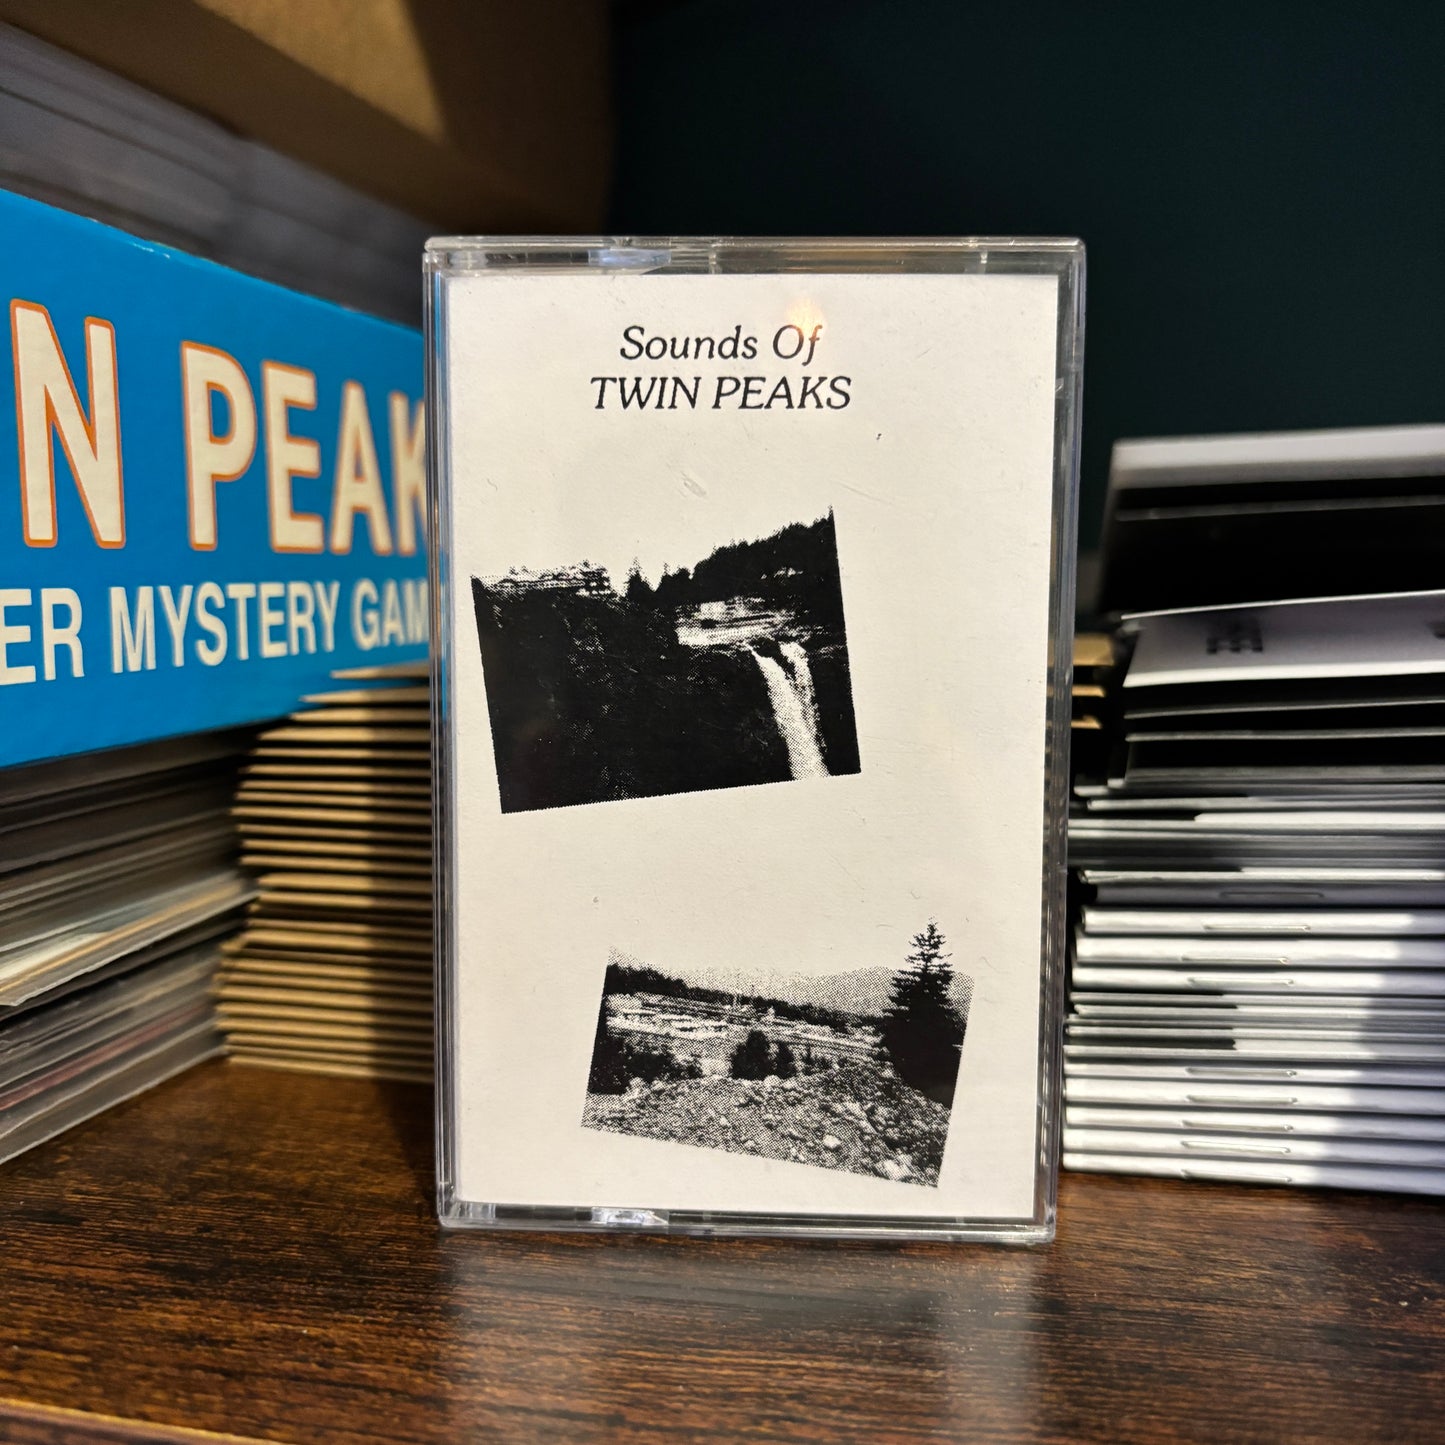 Sounds Of
TWIN PEAKS
N PEAK
ER MYSTERY GAM